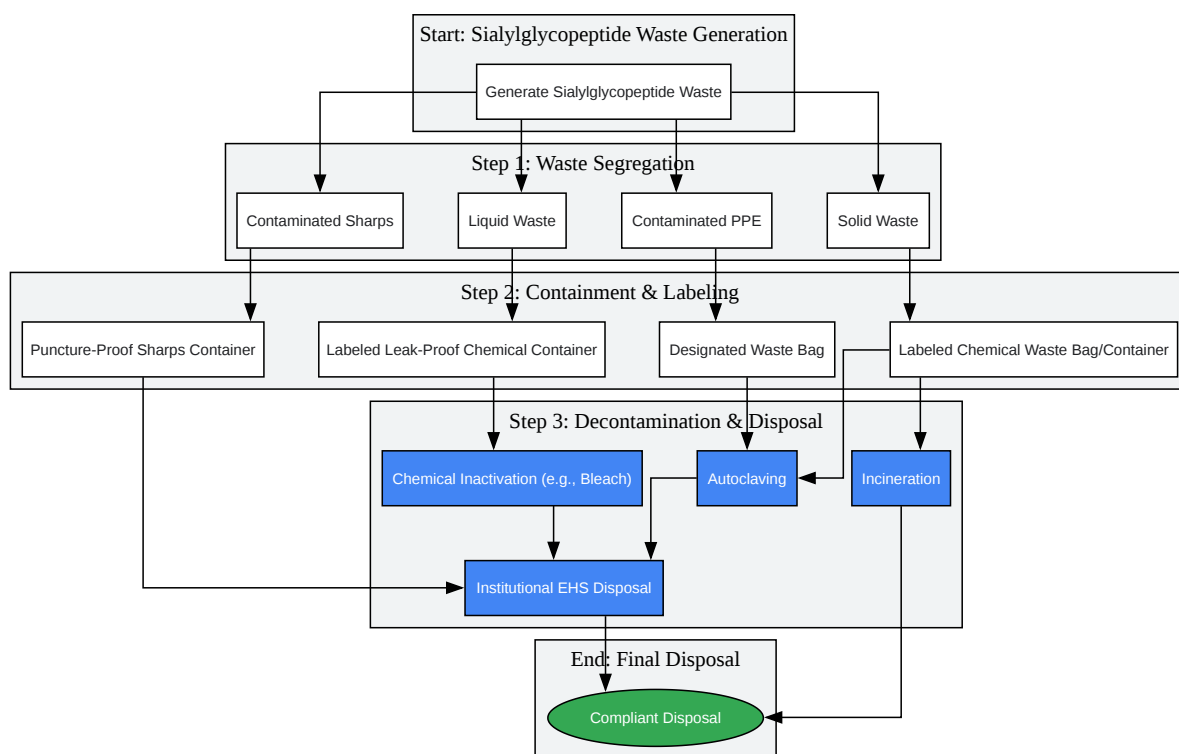 Start: Sialylglycopeptide Waste Generation
Generate Sialylglycopeptide Waste
Step 1: Waste Segregation
Contaminated Sharps
Liquid Waste
Contaminated PPE
Solid Waste
Step 2: Containment & Labeling
Puncture-Proof Sharps Container
Labeled Leak-Proof Chemical Container
Designated Waste Bag
Labeled Chemical Waste Bag/Container
Step 3: Decontamination & Disposal
Chemical Inactivation (e.g., Bleach)
Autoclaving
Incineration
Institutional EHS Disposal
End: Final Disposal
Compliant Disposal